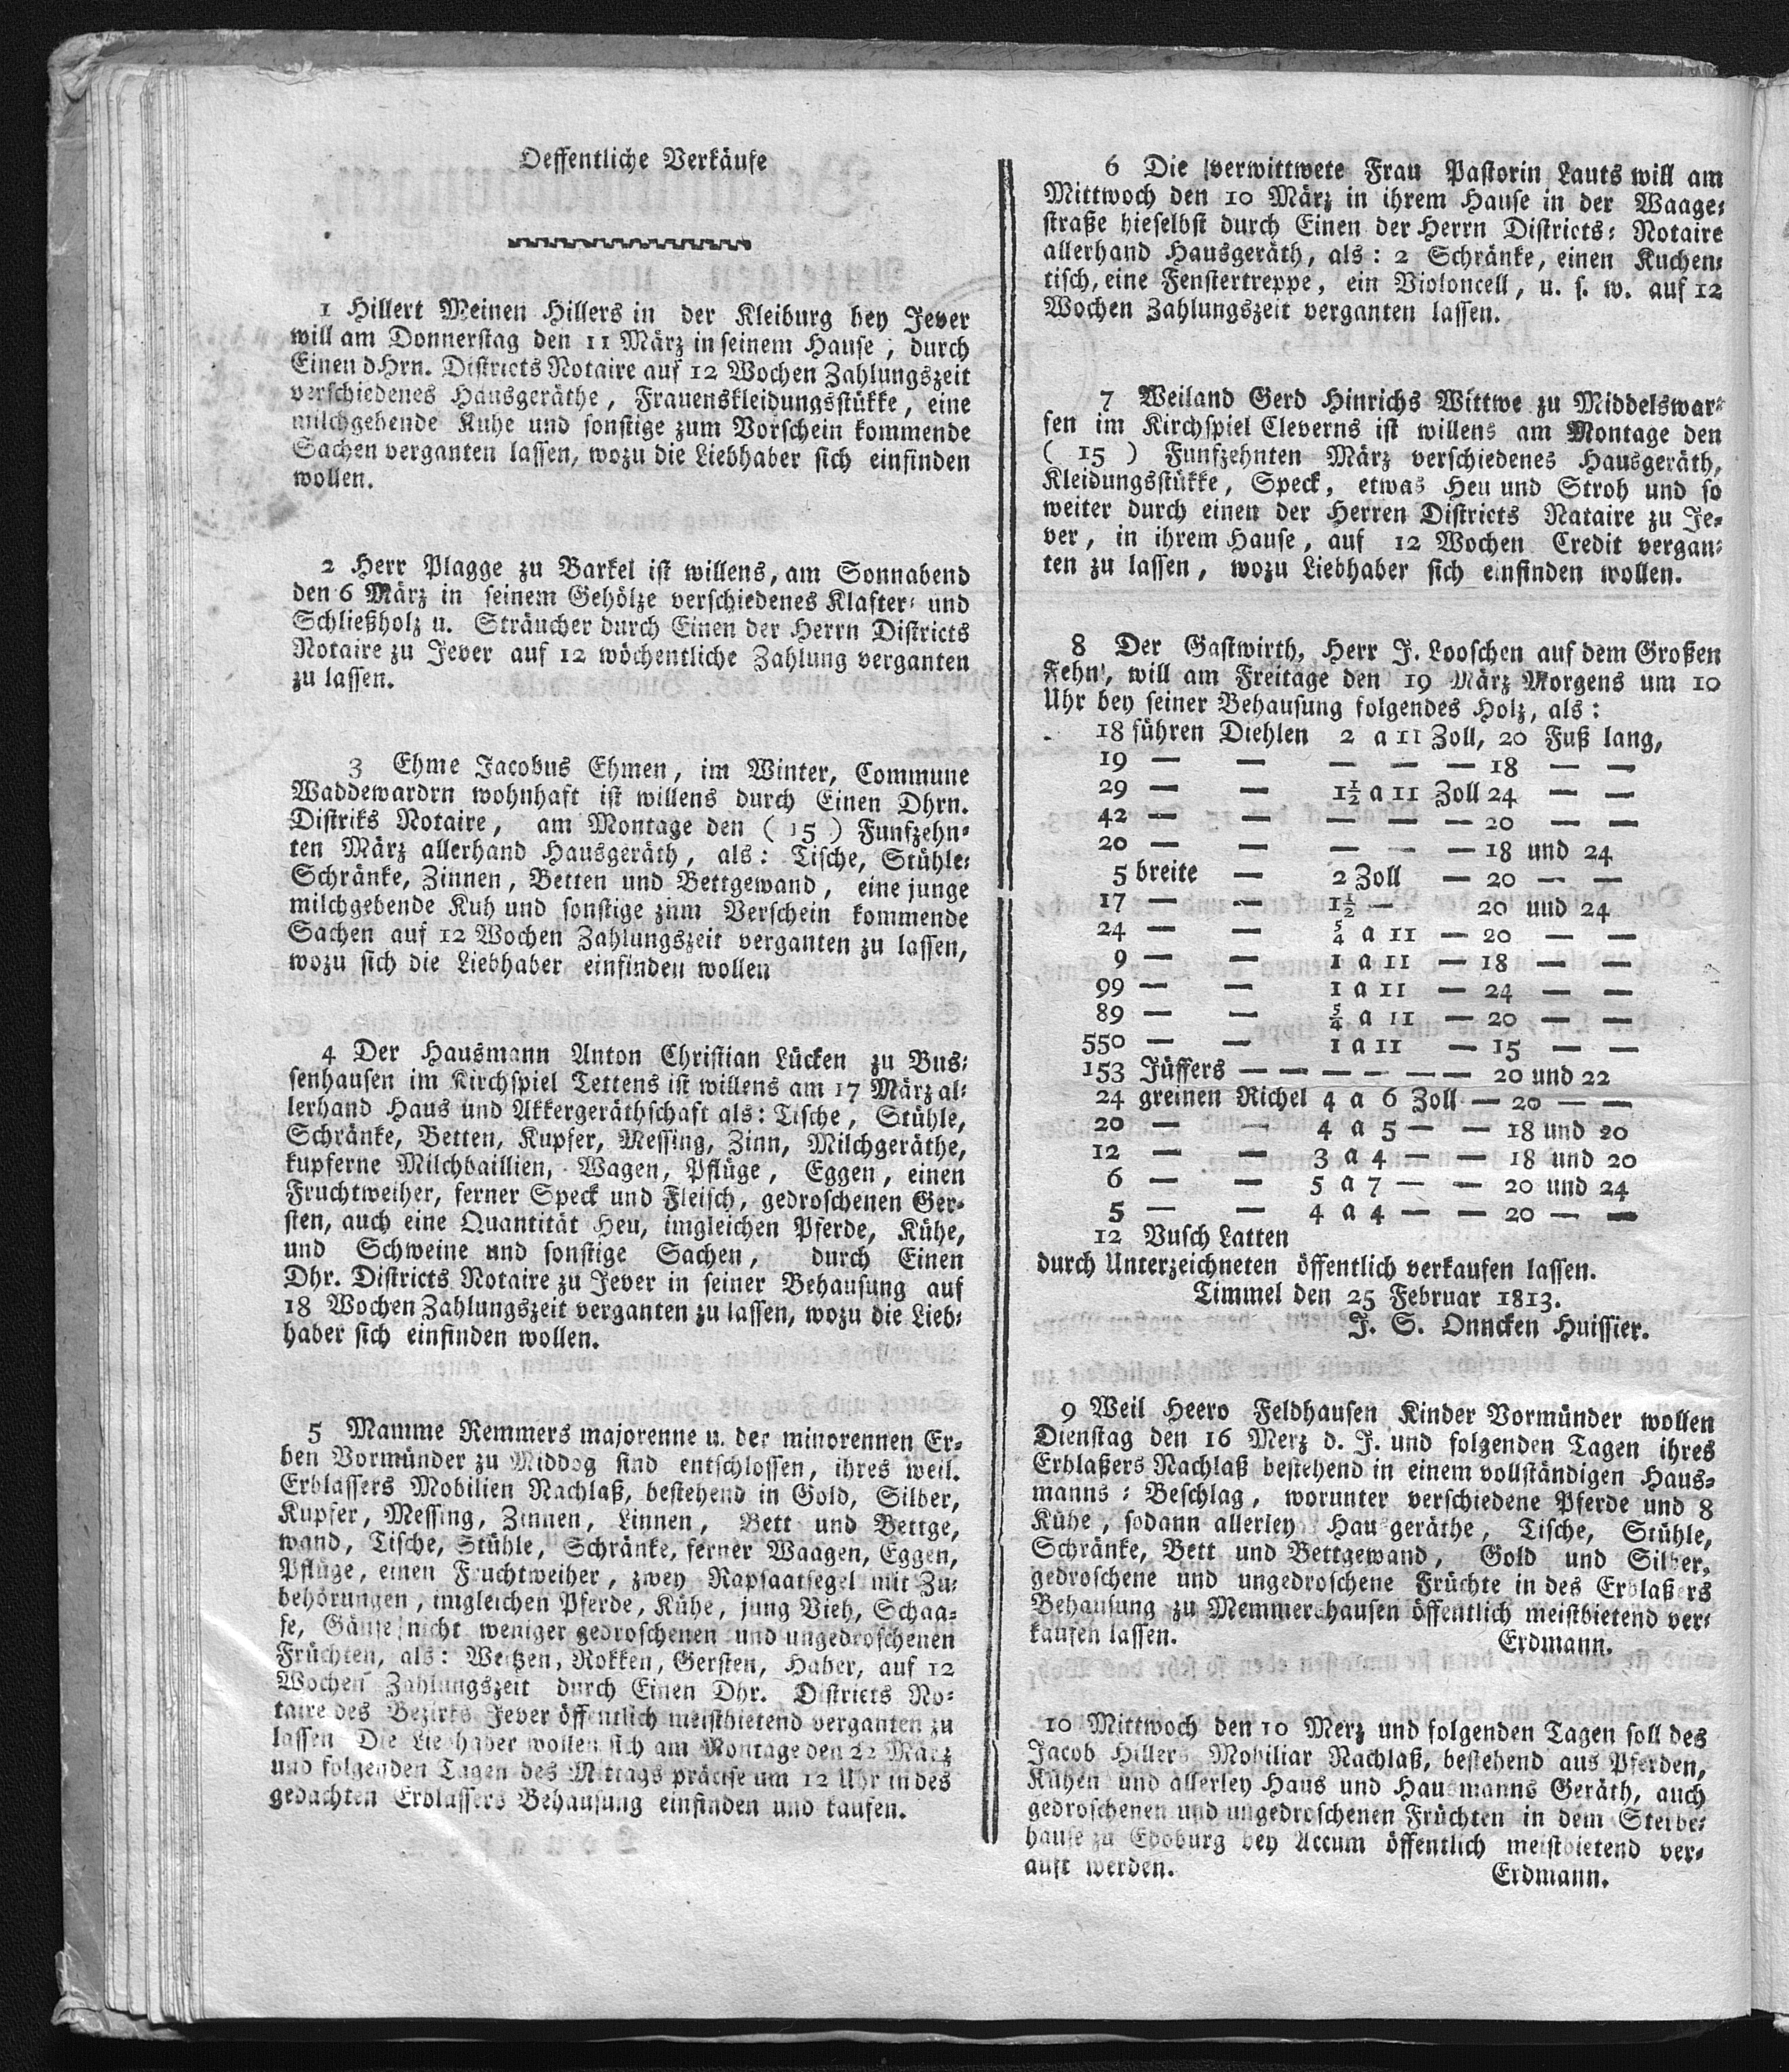 Oeffentliche Verkäufe
1 Hillert Meinen Hillers in der Kleiburg bey Jever
will am Donnerstag den 11 März in seinem Hause, durch
Einen dHrn. Districts Notaire auf 12 Wochen Zahlungszeit
verschiedenes Hausgeräthe, Frauenskleidungsstükke, eine
milchgebende Kuhe und sonstige zum Vorschein kommende
Sachen verganten lassen, wozu die Liebhaber sich einfinden
wollen.
2 Herr Plagge zu Barkel ist willens, am Sonnabend
den 6 März in seinem Gehölze verschiedenes Klafter- und
Schließholz u. Sträucher durch Einen der Herrn Districts
Notaire zu Jever auf 12 wöchentliche Zahlung verganten
zu lassen.
3 Ehme Jacobus Ehmen, im Winter, Commune
Waddewardrn wohnhaft ist willens durch Einen Dhrn.
Distriks Notaire, am Montage den ( 15 ) Funfzehn-
ten März allerhand Hausgeräth, als: Tische, Stühle-
Schränke, Zinnen, Betten und Bettgewand, eine junge
milchgebende Kuh und sonstige znm Verschein kommende
Sachen auf 12 Wochen Zahlungszeit verganten zu lassen,
wozu sich die Liebhaber einfinden wollen
4 Der Hausmann Anton Christian Lücken zu Bus-
senhausen im Kirchspiel Tettens ist willens am 17 März al-
lerhand Haus und Akkergeräthschaft als: Tische, Stühle,
Schränke, Betten, Kupfer, Messing, Zinn, Milchgeräthe,
kupferne Milchbaillien, Wagen, Pflüge, Eggen, einen
Fruchtweiher, ferner Speck und Fleisch, gedroschenen Ger-
sten, auch eine Quantität Heu, imgleichen Pferde, Kühe,
und Schweine und sonstige Sachen, durch Einen
Dhr. Districts Notaire zu Jever in seiner Behausung auf
18 Wochen Zahlungszeit verganten zu lassen, wozu die Lieb-
haber sich einfinden wollen.
5 Mamme Remmers majorenne u. der minorennen Er-
ben Vormünder zu Middog sind entschlossen, ihres weil.
Erblassers Mobilien Nachlaß, bestehend in Gold, Silber,
Kupfer, Messing, Zinnen, Linnen, Bett und Bettge,
wand, Tische, Stühle, Schränke, ferner Waagen, Eggen,
Pflüge, einen Fruchtweiher, zwey Rapsaatsegel mit Zu-
behörungen, imgleichen Pferde, Kühe, jung Vieh, Schaa-
fe, Gänse nicht weniger gedroschenen und ungedroschenen
Früchten, als: Weitzen, Rokken, Gersten, Haber, auf 12
Wochen Zahlungszeit durch Einen Dhr. Districts No-
taire des Bezirks Jever öffentlich meistbietend verganten zu
lassen Die Liebhaber wollen sich am Montage den 22 März
und folgenden Tagen des Mittags präcise um 12 Uhr in des
gedachten Erblassers Behausung einfinden und kaufen.
6 Die verwittwete Frau Pastorin Lauts will am
Mittwoch den 10 März in ihrem Hause in der Waage-
straße hieselbst durch Einen der Herrn Districts- Notaire
allerhand Hausgeräth, als: 2 Schränke, einen Kuchen-
tisch, eine Fenstertreppe, ein Violoncell, u. s. w. auf 12
Wochen Zahlungszeit verganten lassen.
7 Weiland Gerd Hinrichs Wittwe zu Middelswar-
fen im Kirchspiel Cleverns ist willens am Montage den
( 15 ) Funfzehnten März verschiedenes Hausgeräth,
Kleidungsstükke, Speck, etwas Heu und Stroh und so
weiter durch einen der Herren Districts Nataire zu Je-
ver, in ihrem Hause, auf 12 Wochen Credit vergan-
ten zu lassen, wozu Liebhaber sich einfinden wollen.
8 Der Gastwirth, Herr J. Looschen auf dem Großen
Fehn, will am Freitage den 19 März Morgens um 10
Uhr bey seiner Behausung folgendes Holz, als:
18 führen Diehlen 2 a 11 Zoll, 20 Fuß lang,
19 — — — — — 18 — —
29 — — 1½ a 11 Zoll 24 — —
42 — — — — — 20 — —
20 — — — — — 18 und 24
5 breite — 2 Zoll — 20 — —
17 — — 1½ — 20 und 24
24 — — 5/4 a 11 — 20 — —
9 — — 1 a 11 — 18 — —
99 — — 1 a 11 — 24 — —
89 — — 5/4 a 11 — 20 — —
550 — — 1 a 11 — 15 — —
153 Jüffers — — — — — — 20 und 22
24 greinen Richel 4 a 6 Zoll — 20 — —
20 — — 4 a 5 — — 18 und 20
12 — — 3 a 4 — — 18 und 20
6 — — 5 a 7 — — 20 und 24
5 — — 4 a 4 — — 20 — —
12 Busch Latten
durch Unterzeichneten öffentlich verkaufen lassen.
Timmel den 25 Februar 1813.
J. S. Onncken Huissier.
9 Weil Heero Feldhausen Kinder Vormünder wollen
Dienstag den 16 Merz d. J. und folgenden Tagen ihres
Erblaßers Nachlaß bestehend in einem vollständigen Haus-
manns - Beschlag, worunter verschiedene Pferde und 8
Kühe, sodann allerley Hausgeräthe, Tische, Stühle,
Schränke, Bett und Bettgewand, Gold und Silber,
gedroschene und ungedroschene Früchte in des Erblaßers
Behausung zu Memmershausen öffentlich meistbietend ver-
kaufen lassen. Erdmann.
10 Mittwoch den 10 Merz und folgenden Tagen soll des
Jacob Hillers Mobiliar Nachlaß, bestehend aus Pferden,
Kühen und allerley Haus und Hausmanns Geräth, auch
gedroschenen und ungedroschenen Früchten in dem Sterbe-
hause zu Edoburg bey Accum öffentlich meistbietend ver-
auft werden. Erdmann.